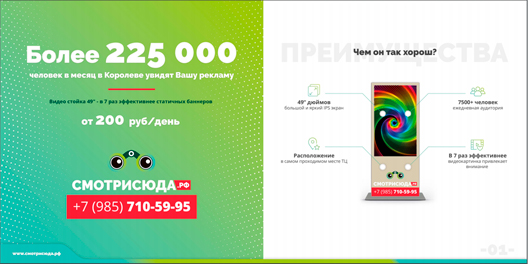 Более 225 000
человек в месяц в Королеве увидят Вашу рекламу
Видео стойка 49" - в 7 раз эффективнее статичных баннеров
от 200 руб/день
СМОТРИСЮДА.РФ
+7 (985) 710-59-95
www.смотрисюда.рф
ПРЕИМУЩЕСТВА
Чем он так хорош?
49" дюймов
большой и яркий IPS экран
7500+ человек
ежедневная аудитория
Расположение
в самом проходном месте ТЦ
В 7 раз эффективнее
видеокартинка привлекает
внимание
СМОТРИСЮДА.РФ
+7 (985) 710-59-95
-01-